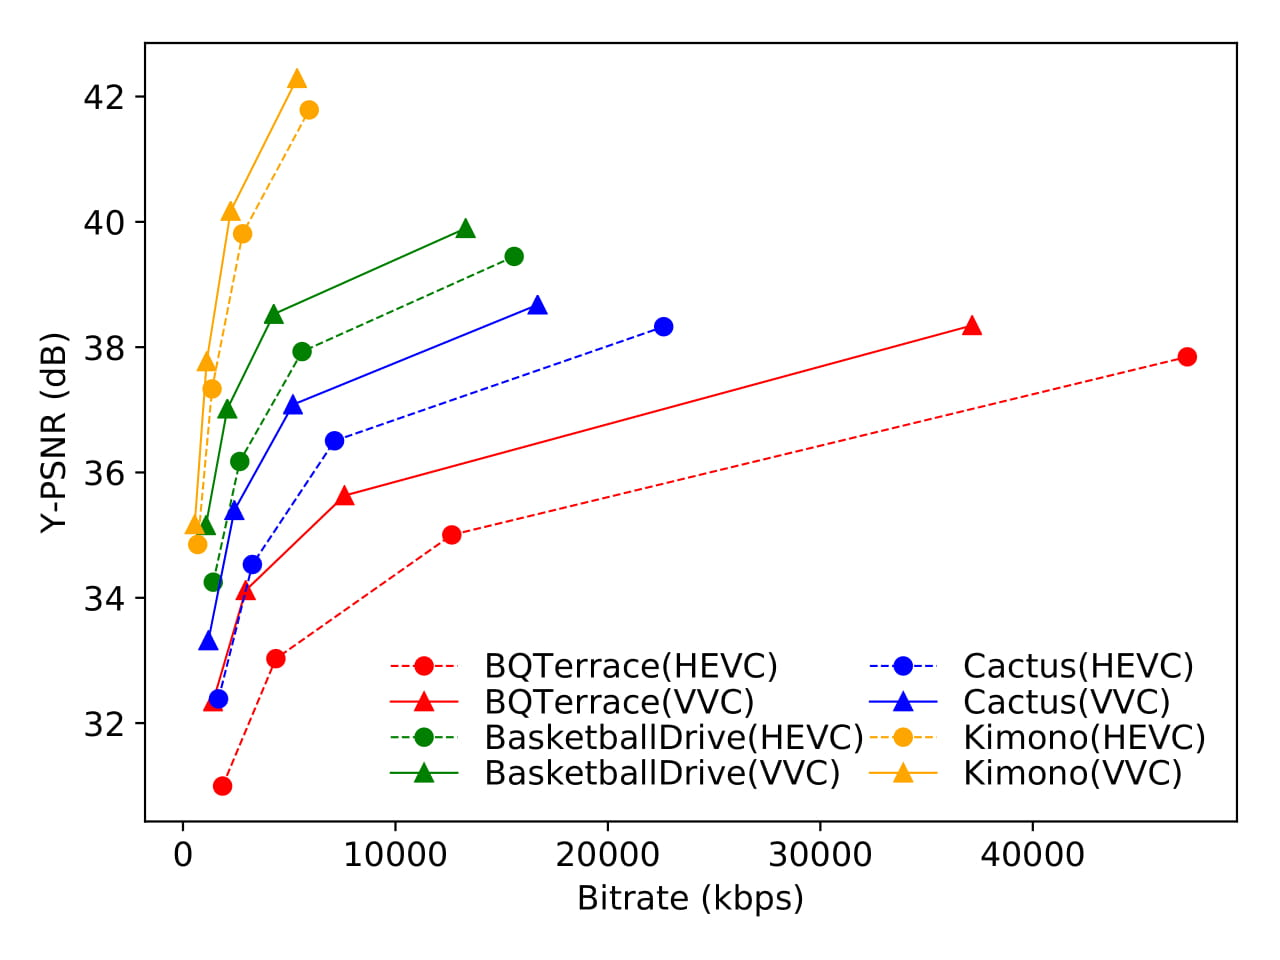 42
40
38
36
34
32
Y-PSNR (dB)
BQTerrace(HEVC)
BQTerrace(VVC)
BasketballDrive(HEVC)
BasketballDrive(VVC)
Cactus(HEVC)
Cactus(VVC)
Kimono(HEVC)
Kimono(VVC)
0 10000 20000 30000 40000
Bitrate (kbps)